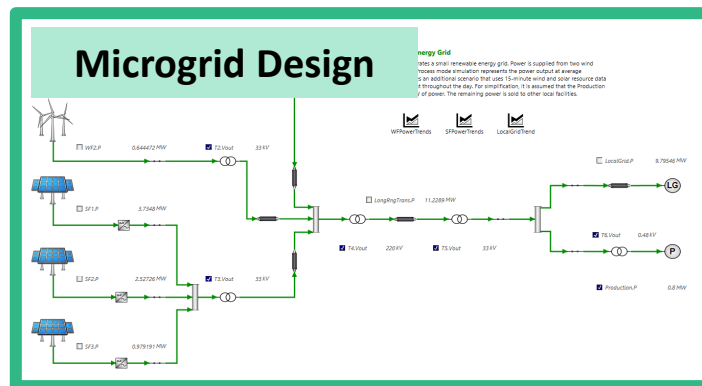 Microgrid Design
nergy Grid
rates a small renewable energy grid. Power is supplied from two wind
rocess mode simulation represents the power output at average
es an additional scenario that uses 15-minute wind and solar resource data
t throughout the day. For simplification, it is assumed that the Production
of power. The remaining power is sold to other local facilities.
WFPowerTrends SFPowerTrends LocalGridTrend
WF2.P 0.644472 MW T2.Vout 33 kV
LocalGrid.P 9.79546 MW
LG
SF1.P 3.7348 MW
LongRngTrans.P 11.2289 MW
T4.Vout 220 kV T5.Vout 33 kV
T6.Vout 0.48 kV
P
SF2.P 2.52726 MW T3.Vout 33 kV
Production.P 0.8 MW
SF3.P 0.979191 MW